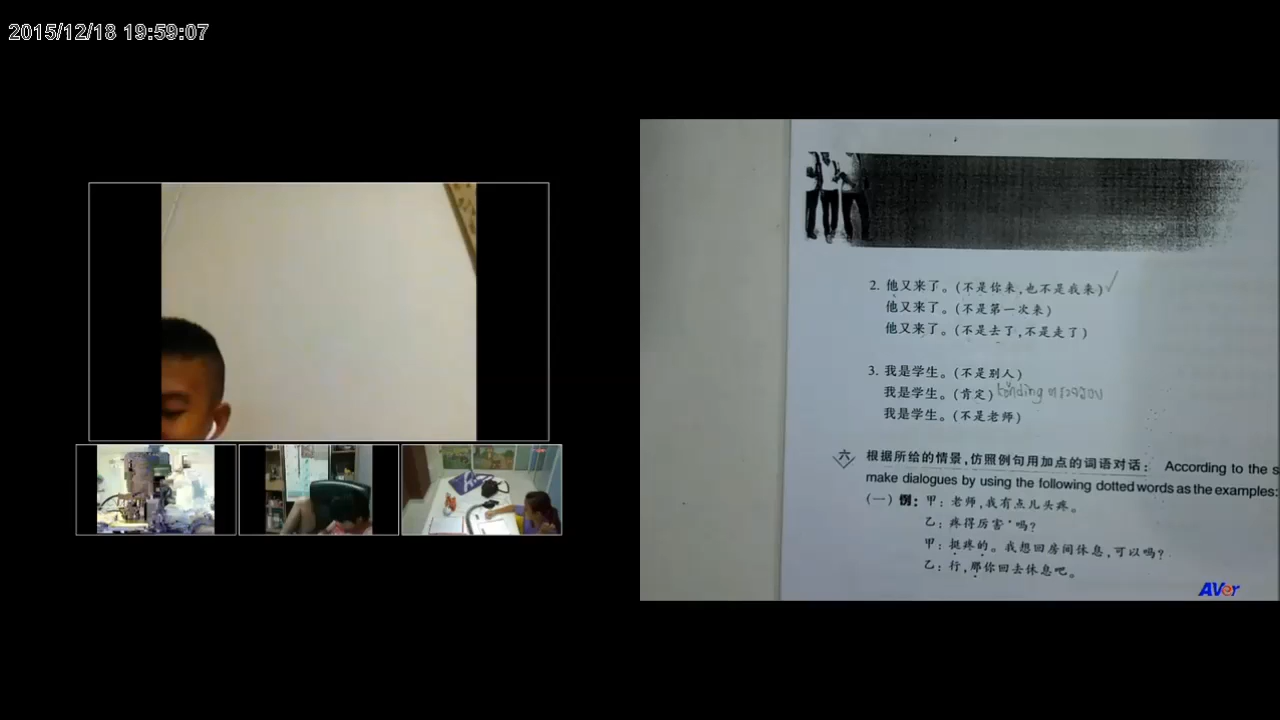 2015/12/18 19:59:07
2. 他又来了。(不是你来,也不是我来)
他又来了。(不是第一次来)
他又来了。(不是去了,不是走了)
3. 我是学生。(不是别人)
我是学生。(肯定)
我是学生。(不是老师)
六 根据所给的情景,仿照例句用加点的词语对话: According to the s
make dialogues by using the following dotted words as the examples:
(一) 例: 甲: 老师,我有点儿头疼。
乙: 疼得厉害吗?
甲: 挺疼的。我想回房间休息,可以吗?
乙: 行,那你回去休息吧。
AVer